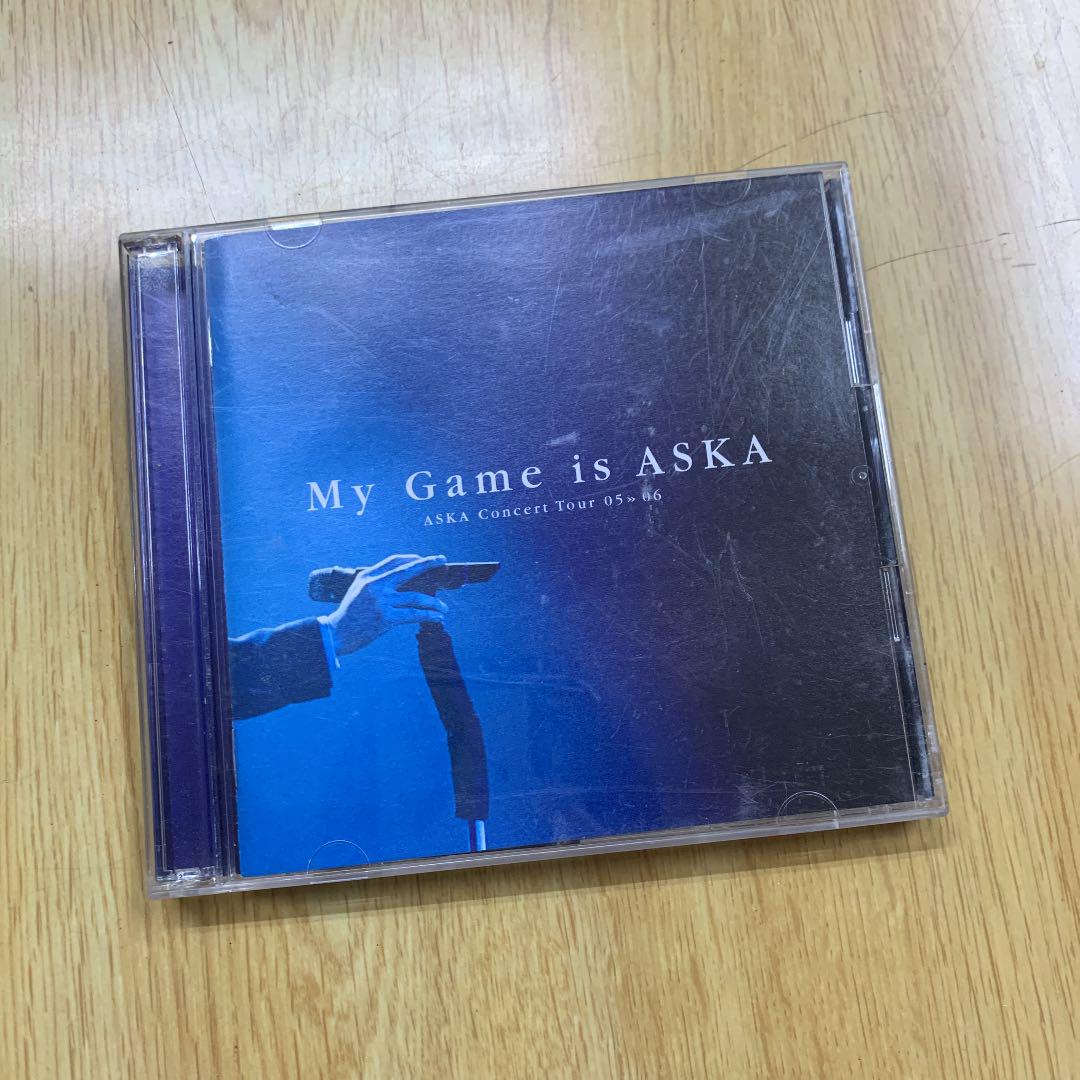 My Game is ASKA
ASKA Concert Tour 05»06